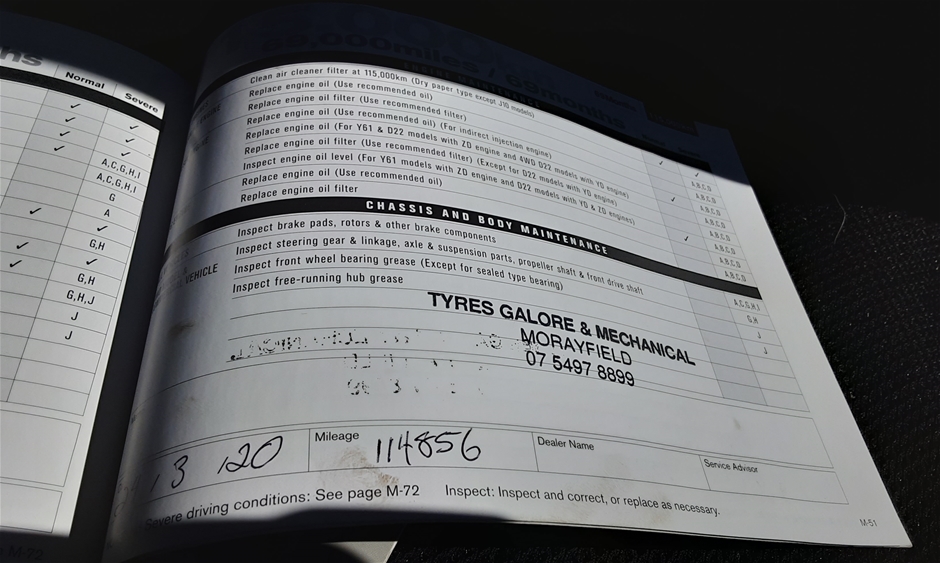 ns
Normal
Severe
✓
✓ ✓
✓ ✓
✓ ✓
A,C,G,H,I
A,C,G,H,I
G
✓ A
✓
✓ G,H
✓
G,H
G,H,J
J
J
69,000miles / 69months
Clean air cleaner filter at 115,000km (Dry paper type except J10 models)
Replace engine oil (Use recommended oil)
Replace engine oil filter (Use recommended filter)
Replace engine oil (Use recommended oil) (For indirect injection engine)
Replace engine oil (For Y61 & D22 models with ZD engine and 4WD D22 models with YD engine)
Replace engine oil filter (Use recommended filter) (Except for D22 models with YD engine)
Inspect engine oil level (For Y61 models with ZD engine and D22 models with YD & ZD engines)
Replace engine oil (Use recommended oil)
Replace engine oil filter
✓ ✓
A,B,C,D
✓ A,B,C,D
A,B,C,D
A,B,C,D
✓ A,B,C,D
A,B,C,D
A,B,C,D
CHASSIS AND BODY MAINTENANCE
VEHICLE
Inspect brake pads, rotors & other brake components
Inspect steering gear & linkage, axle & suspension parts, propeller shaft & front drive shaft
Inspect front wheel bearing grease (Except for sealed type bearing)
Inspect free-running hub grease
A,C,G,H,I
G,H
J
J
TYRES GALORE & MECHANICAL
MORAYFIELD
07 5497 8899
3 120
Mileage
114856
Dealer Name
Service Advisor
Severe driving conditions: See page M-72
Inspect: Inspect and correct, or replace as necessary.
M-51